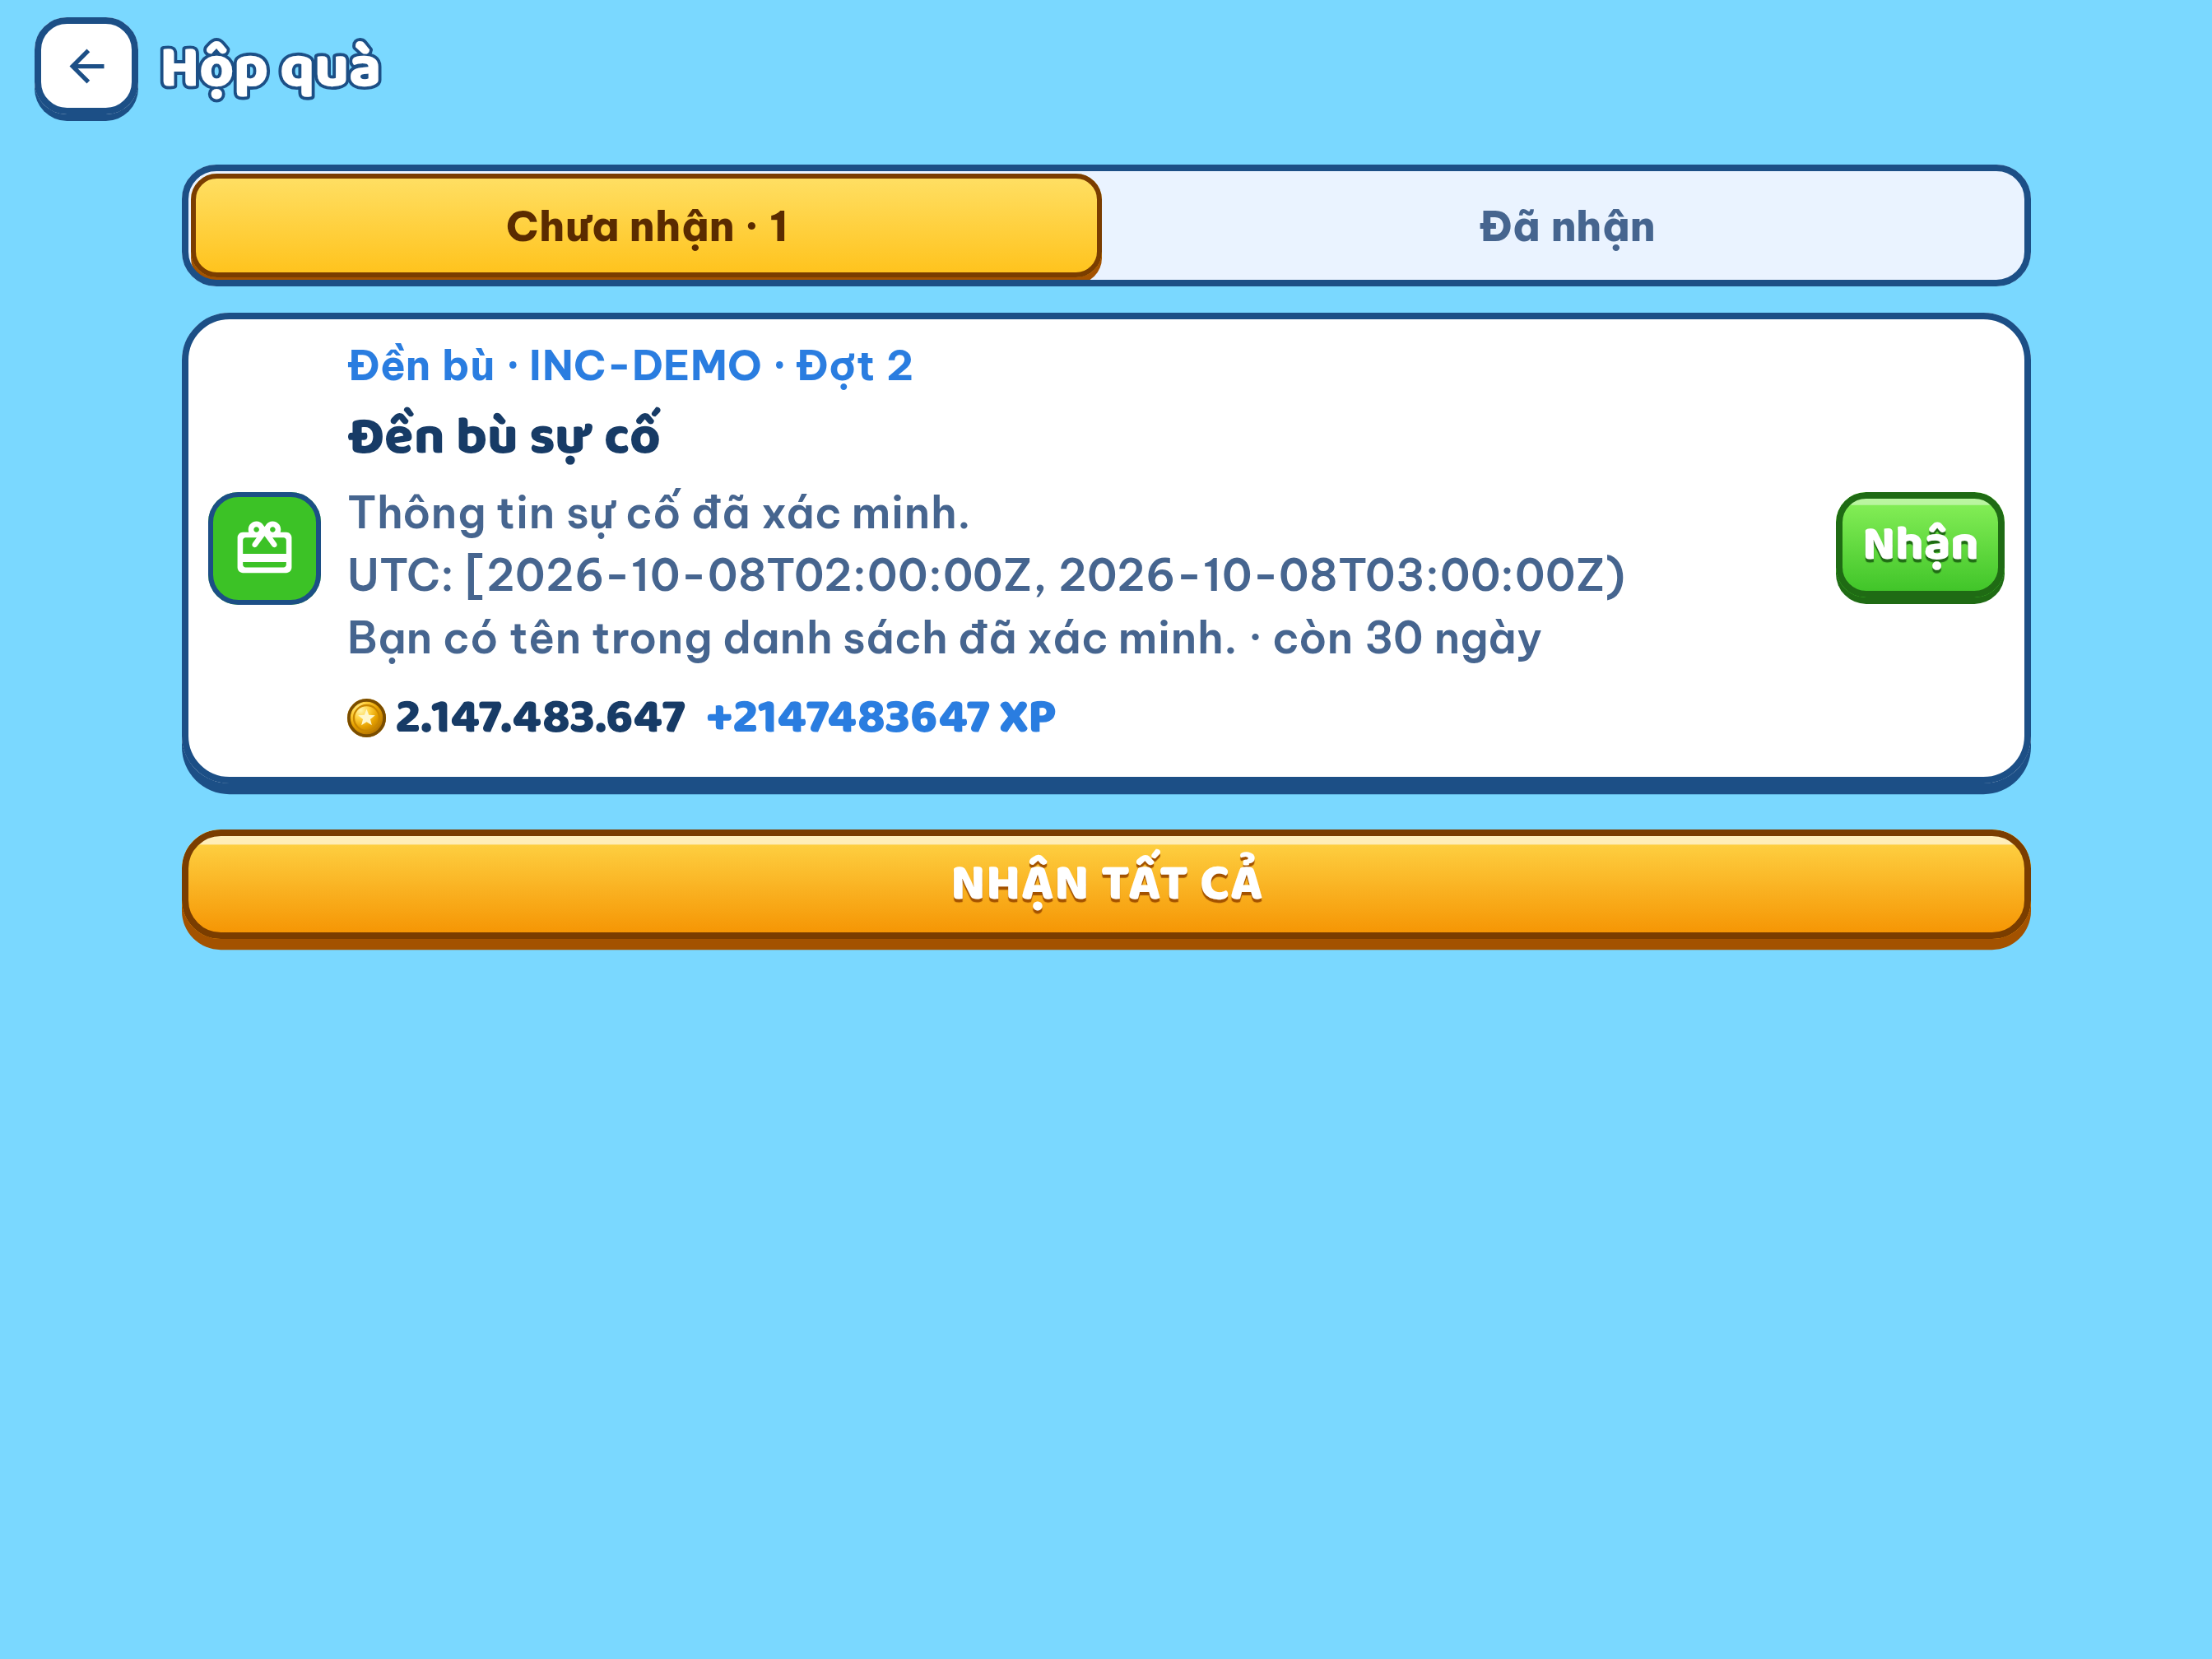 Hộp quà
Chưa nhận · 1
Đã nhận
Đền bù · INC-DEMO · Đợt 2
Đền bù sự cố
Thông tin sự cố đã xác minh.
UTC: [2026-10-08T02:00:00Z, 2026-10-08T03:00:00Z)
Bạn có tên trong danh sách đã xác minh. · còn 30 ngày
Nhận
2.147.483.647 +2147483647 XP
NHẬN TẤT CẢ